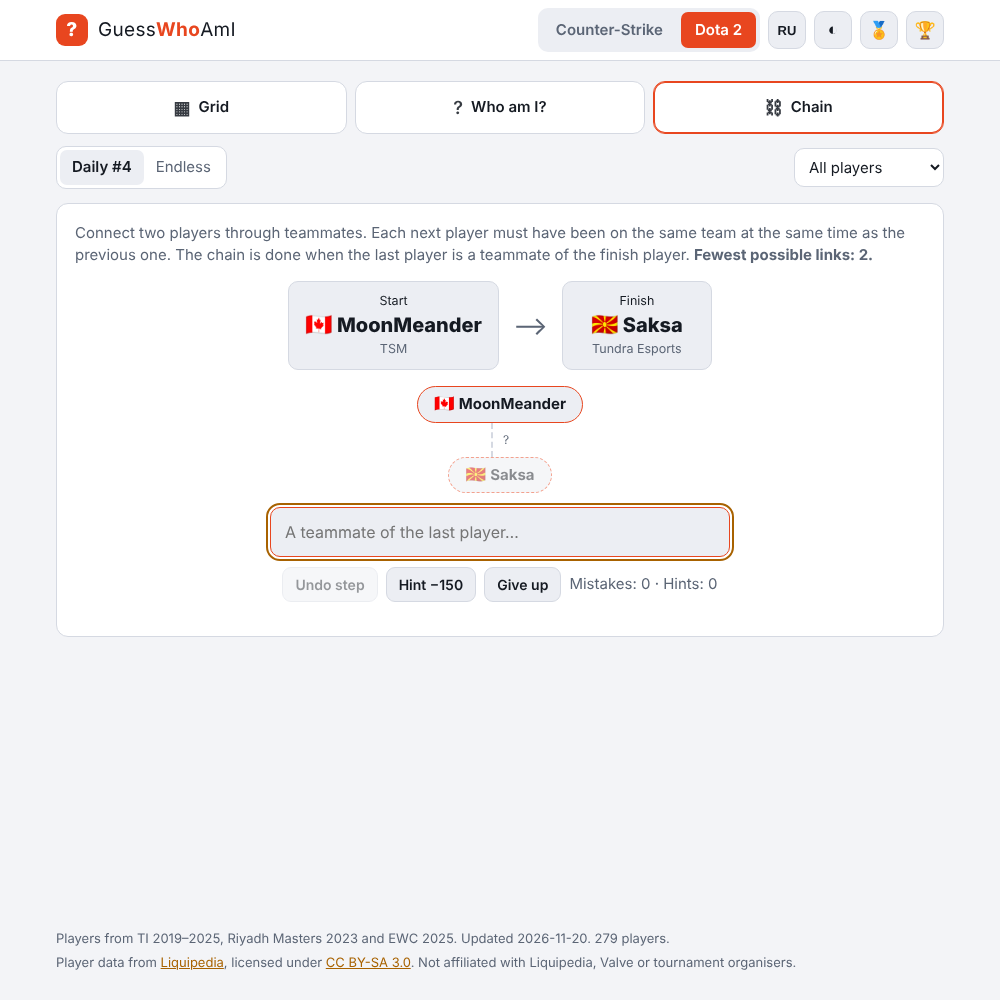 ? GuessWhoAmI
Counter-Strike Dota 2 RU
Grid
? Who am I?
Chain
Daily #4 Endless
All players
Connect two players through teammates. Each next player must have been on the same team at the same time as the
previous one. The chain is done when the last player is a teammate of the finish player. Fewest possible links: 2.
Start
MoonMeander
TSM
Finish
Saksa
Tundra Esports
MoonMeander
?
Saksa
A teammate of the last player...
Undo step Hint −150 Give up Mistakes: 0 · Hints: 0
Players from TI 2019–2025, Riyadh Masters 2023 and EWC 2025. Updated 2026-11-20. 279 players.
Player data from Liquipedia, licensed under CC BY-SA 3.0. Not affiliated with Liquipedia, Valve or tournament organisers.